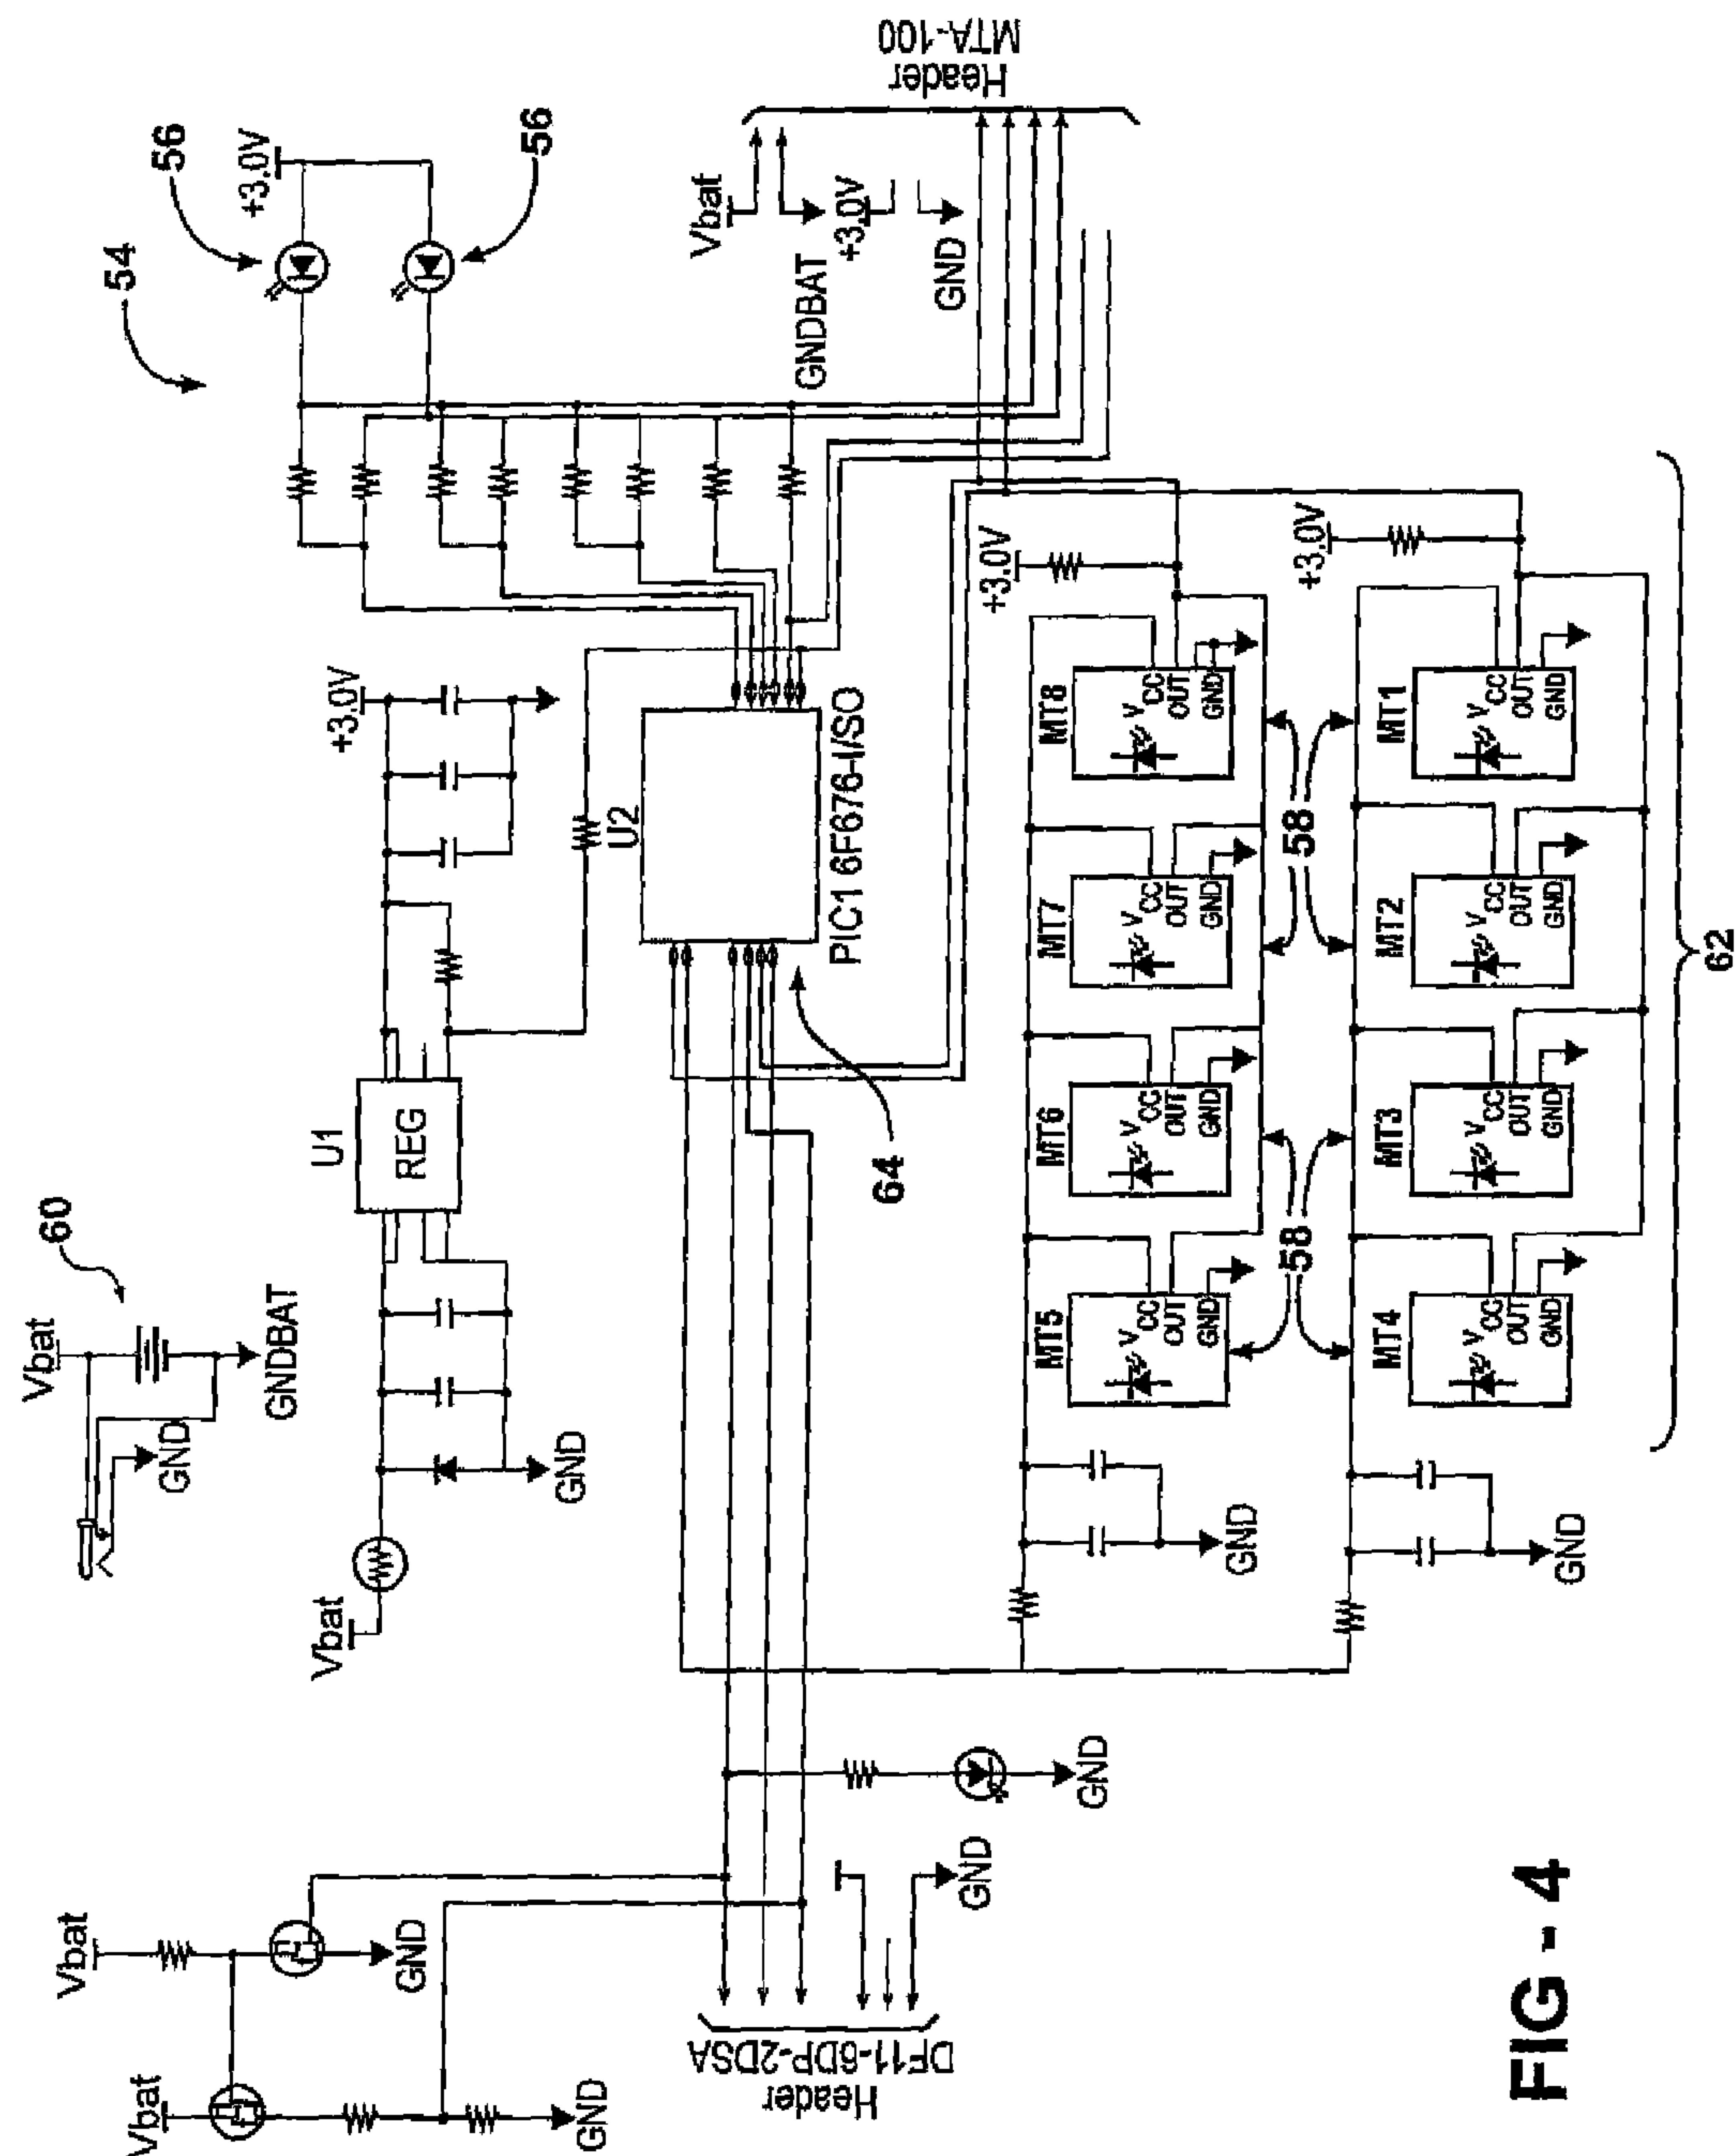 54
56
56
+3.0V
Vbat
GNDBAT
+3.0V
GND
Header
MTA-100
60
Vbat
GND
GNDBAT
Vbat
GND
U1
REG
+3.0V
U2
PIC16F676-I/SO
64
Vbat
Vbat
GND
GND
Header
DF11-6DP-2DSA
GND
GND
+3.0V
+3.0V
MT5
VCC
OUT
GND
MT6
VCC
OUT
GND
MT7
VCC
OUT
GND
MT8
VCC
OUT
GND
58
58
MT4
VCC
OUT
GND
MT3
VCC
OUT
GND
MT2
VCC
OUT
GND
MT1
VCC
OUT
GND
GND
GND
62
FIG - 4